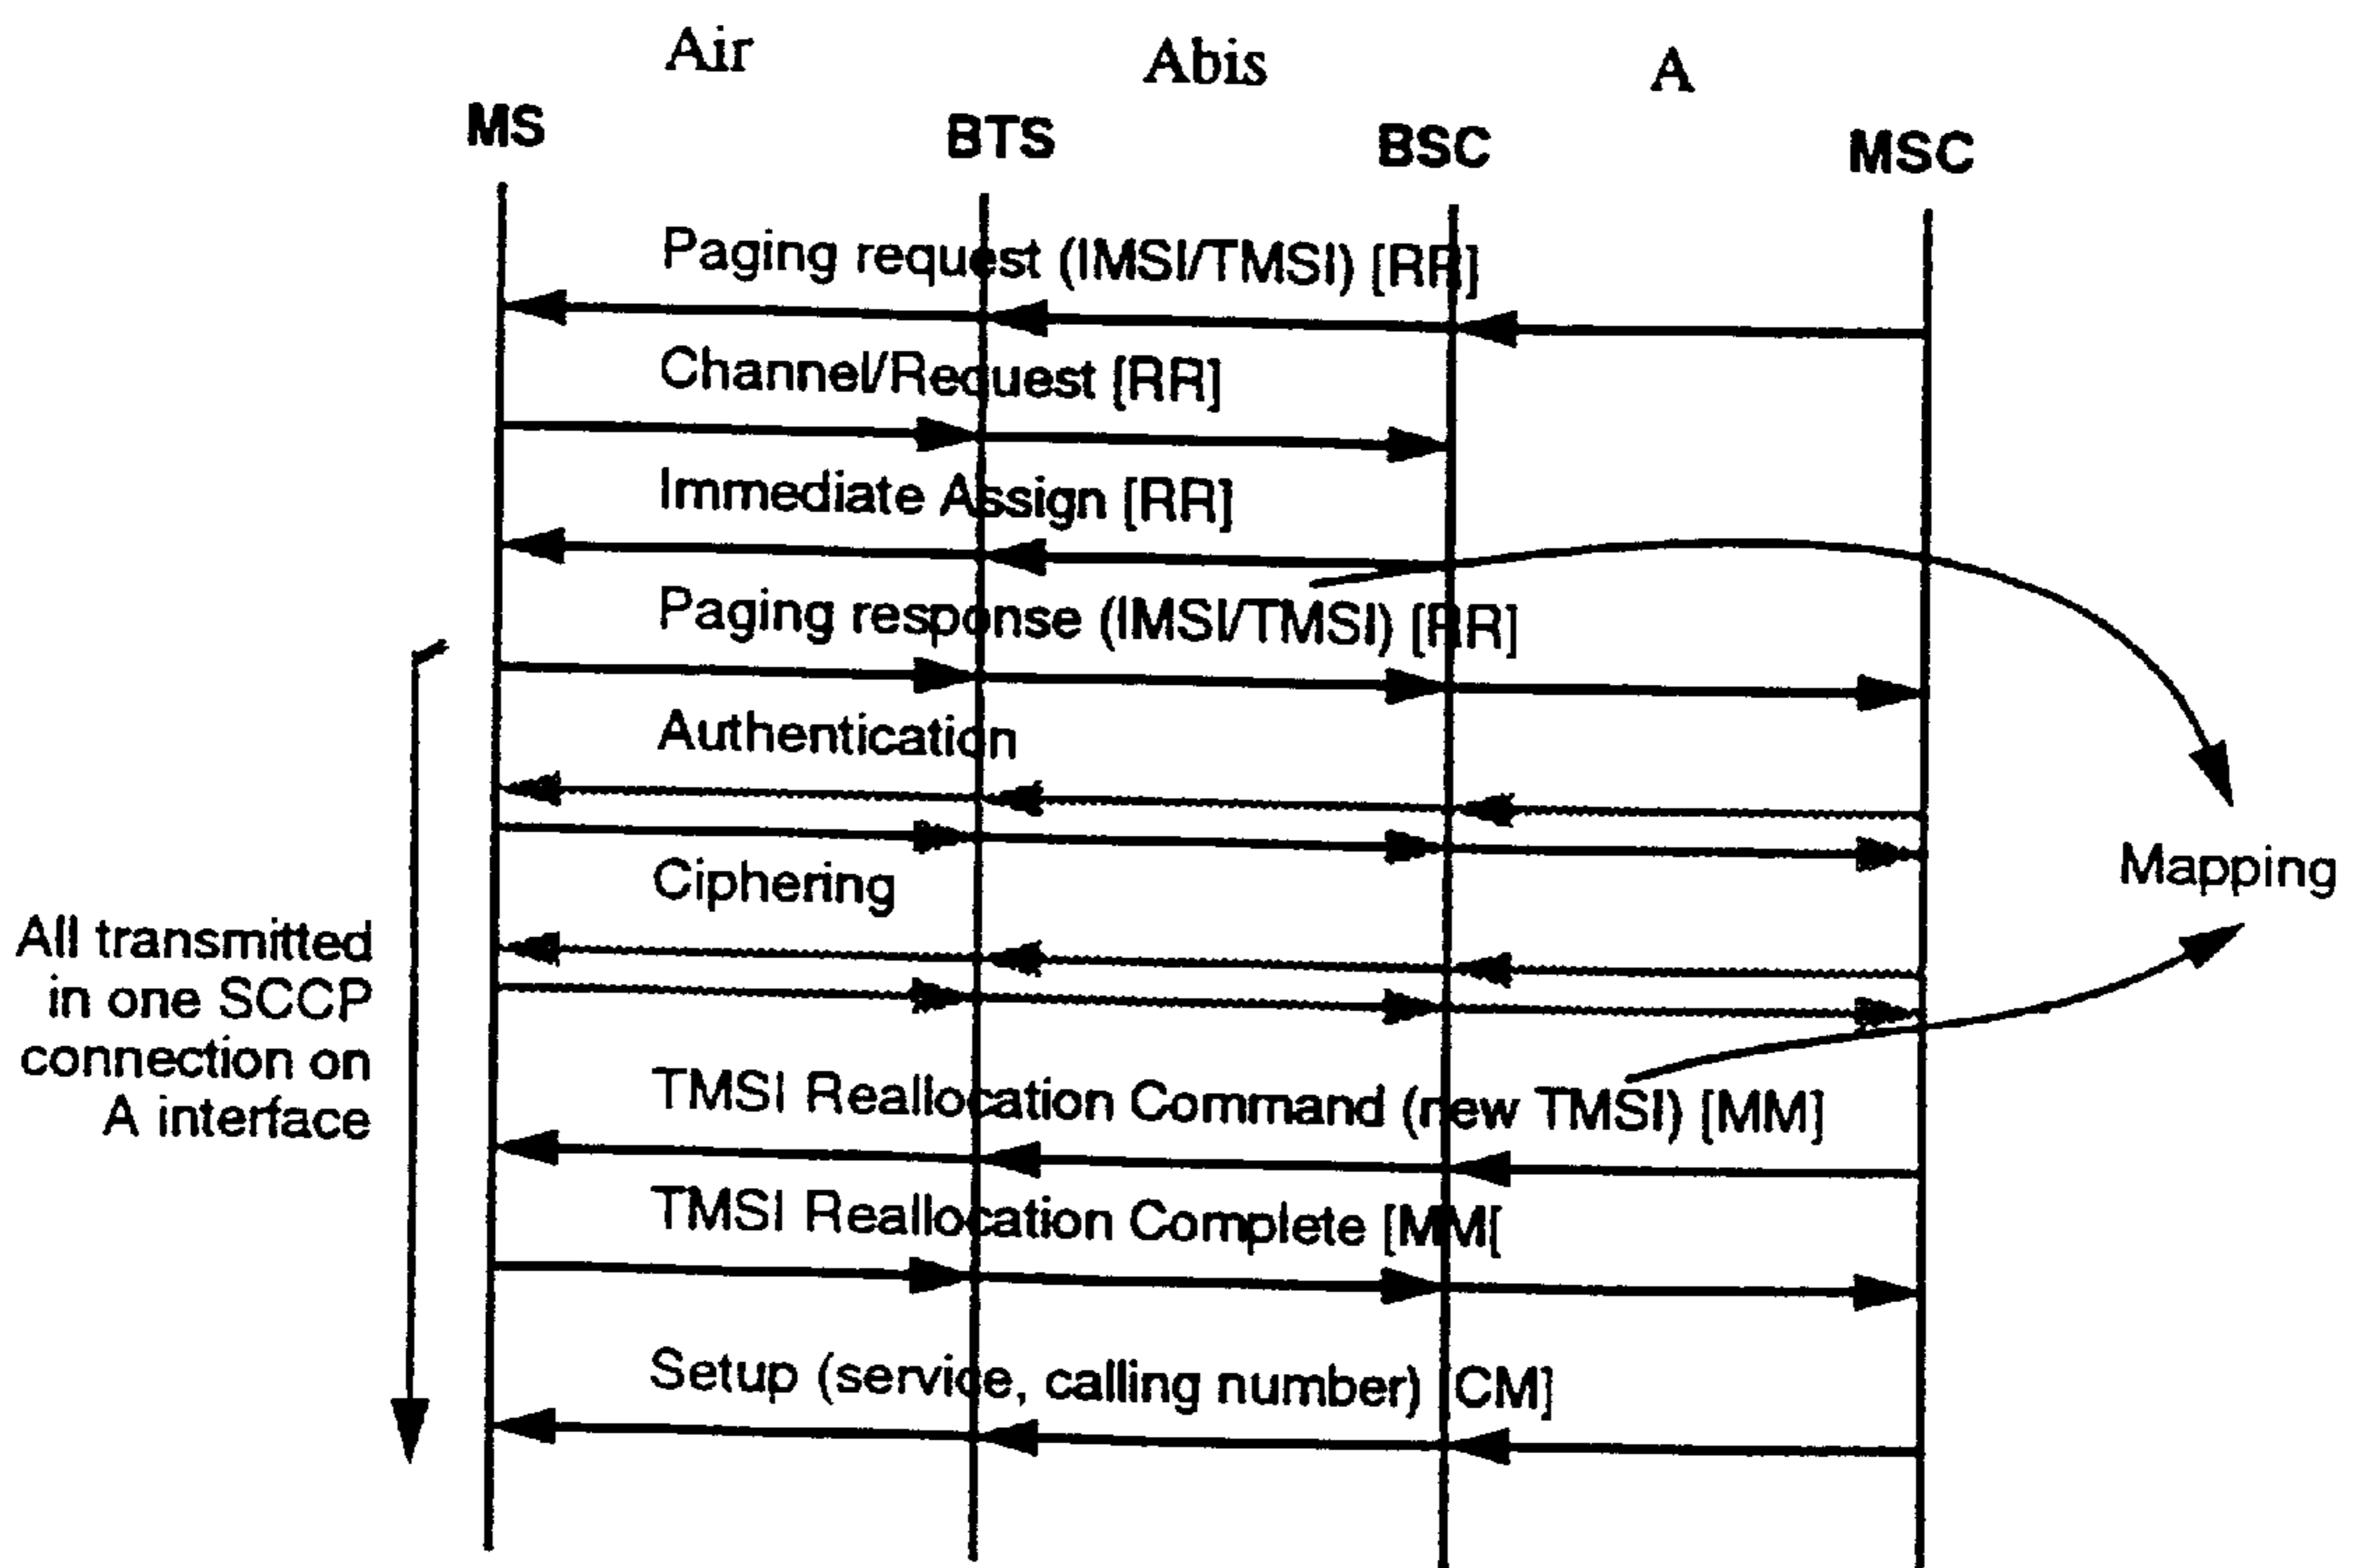 Air Abis A
MS BTS BSC MSC
Paging request (IMSI/TMSI) [RR]
Channel/Request [RR]
Immediate Assign [RR]
Paging response (IMSI/TMSI) [RR]
Authentication
Ciphering
Mapping
All transmitted
in one SCCP
connection on
A interface
TMSI Reallocation Command (new TMSI) [MM]
TMSI Reallocation Complete [MM[
Setup (service, calling number) [CM]